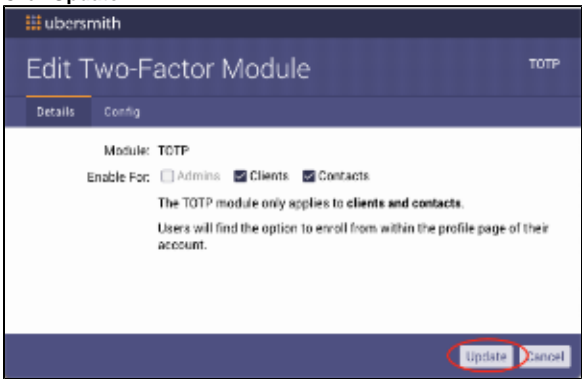 ubersmith
Edit Two-Factor Module
TOTP
Details Config
Module: TOTP
Enable For: Admins Clients Contacts
The TOTP module only applies to clients and contacts.
Users will find the option to enroll from within the profile page of their
account.
Update Cancel